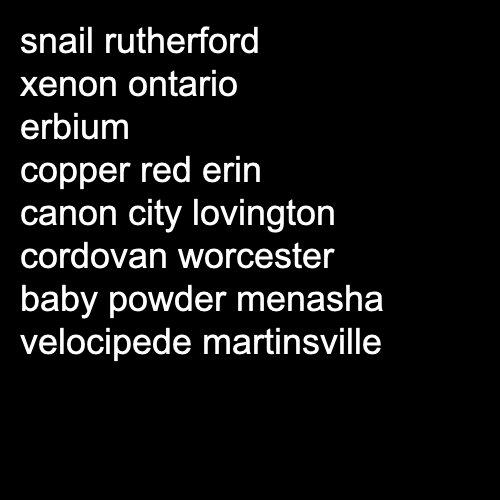 snail rutherford
xenon ontario
erbium
copper red erin
canon city lovington
cordovan worcester
baby powder menasha
velocipede martinsville